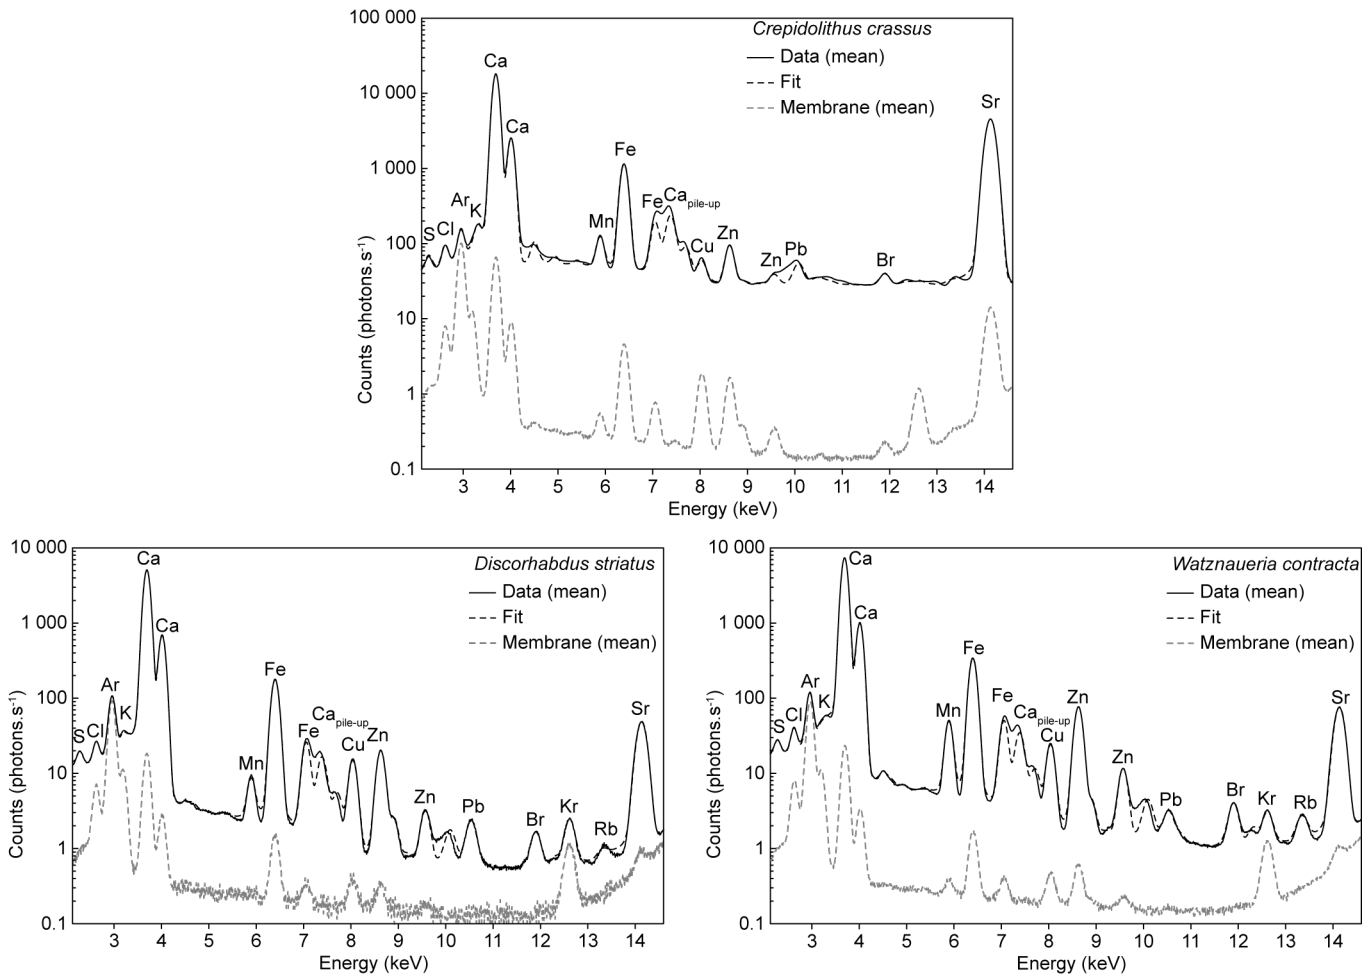 Crepidolithus crassus
Data (mean)
Fit
Membrane (mean)
100 000
10 000
1 000
100
10
1
0.1
Counts (photons.s⁻¹)
S Cl Ar K Ca Ca Mn Fe Fe Ca pile-up Cu Zn Zn Pb Br Sr
3 4 5 6 7 8 9 10 11 12 13 14
Energy (keV)
Discorhabdus striatus
Data (mean)
Fit
Membrane (mean)
10 000
1 000
100
10
1
0.1
Counts (photons.s⁻¹)
S Cl Ar K Ca Ca Mn Fe Fe Ca pile-up Cu Zn Zn Pb Br Kr Rb Sr
3 4 5 6 7 8 9 10 11 12 13 14
Energy (keV)
Watznaueria contracta
Data (mean)
Fit
Membrane (mean)
10 000
1 000
100
10
1
0.1
Counts (photons.s⁻¹)
S Cl Ar K Ca Ca Mn Fe Fe Ca pile-up Cu Zn Zn Pb Br Kr Rb Sr
3 4 5 6 7 8 9 10 11 12 13 14
Energy (keV)